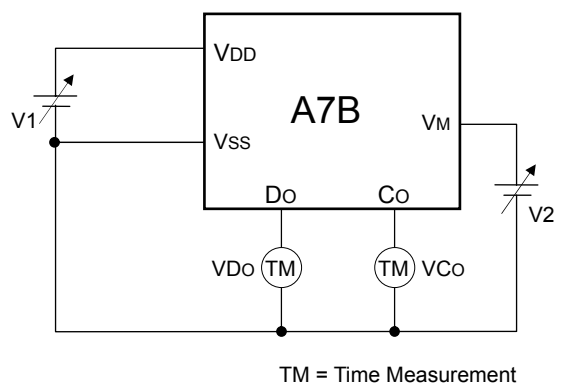 VDD
A7B
V1
VSS
VM
DO
CO
V2
VDO
TM
TM
VCO
TM = Time Measurement